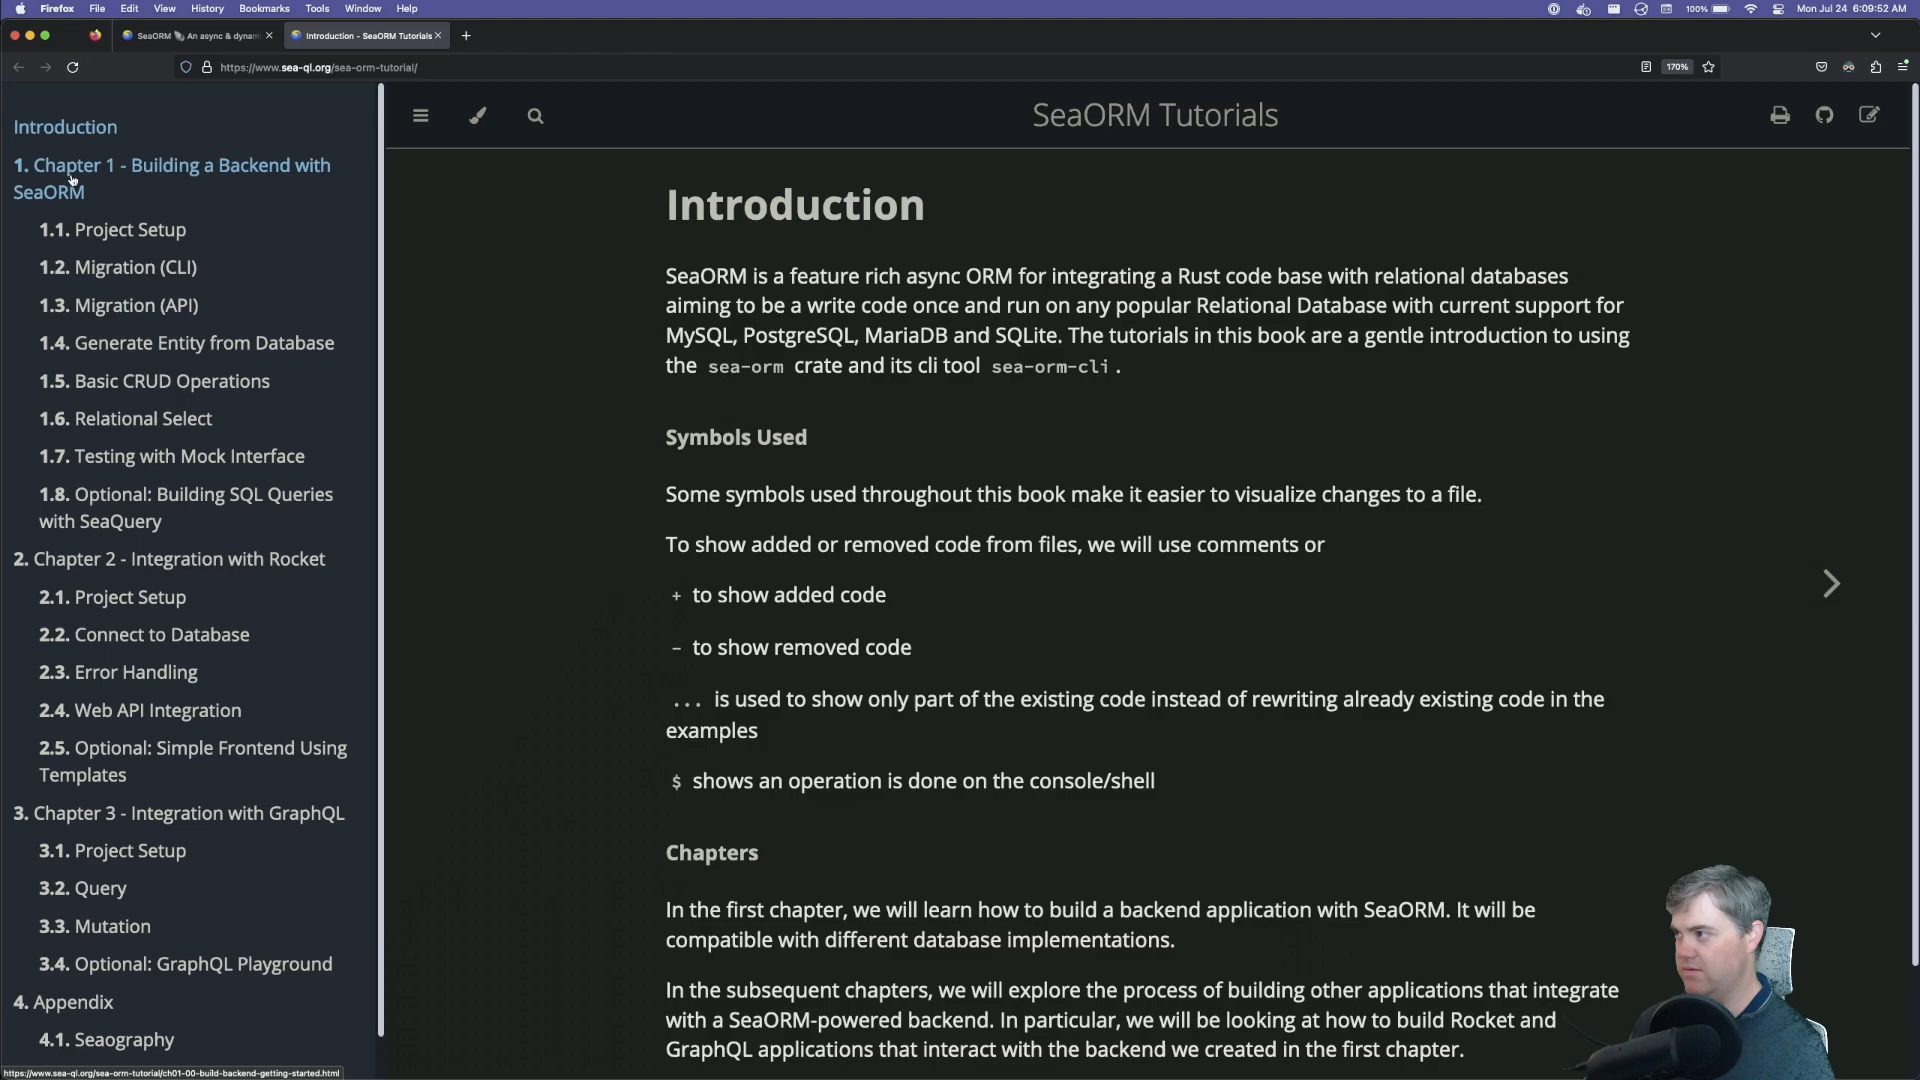 Firefox File Edit View History Bookmarks Tools Window Help
100% Mon Jul 24 6:09:52 AM
SeaORM 🐚 An async & dynam
Introduction - SeaORM Tutorials
https://www.sea-ql.org/sea-orm-tutorial/
170%
Introduction
1. Chapter 1 - Building a Backend with
SeaORM
1.1. Project Setup
1.2. Migration (CLI)
1.3. Migration (API)
1.4. Generate Entity from Database
1.5. Basic CRUD Operations
1.6. Relational Select
1.7. Testing with Mock Interface
1.8. Optional: Building SQL Queries
with SeaQuery
2. Chapter 2 - Integration with Rocket
2.1. Project Setup
2.2. Connect to Database
2.3. Error Handling
2.4. Web API Integration
2.5. Optional: Simple Frontend Using
Templates
3. Chapter 3 - Integration with GraphQL
3.1. Project Setup
3.2. Query
3.3. Mutation
3.4. Optional: GraphQL Playground
4. Appendix
4.1. Seaography
https://www.sea-ql.org/sea-orm-tutorial/ch01-00-build-backend-getting-started.html
SeaORM Tutorials
Introduction
SeaORM is a feature rich async ORM for integrating a Rust code base with relational databases
aiming to be a write code once and run on any popular Relational Database with current support for
MySQL, PostgreSQL, MariaDB and SQLite. The tutorials in this book are a gentle introduction to using
the sea-orm crate and its cli tool sea-orm-cli.
Symbols Used
Some symbols used throughout this book make it easier to visualize changes to a file.
To show added or removed code from files, we will use comments or
+ to show added code
- to show removed code
... is used to show only part of the existing code instead of rewriting already existing code in the
examples
$ shows an operation is done on the console/shell
Chapters
In the first chapter, we will learn how to build a backend application with SeaORM. It will be
compatible with different database implementations.
In the subsequent chapters, we will explore the process of building other applications that integrate
with a SeaORM-powered backend. In particular, we will be looking at how to build Rocket and
GraphQL applications that interact with the backend we created in the first chapter.